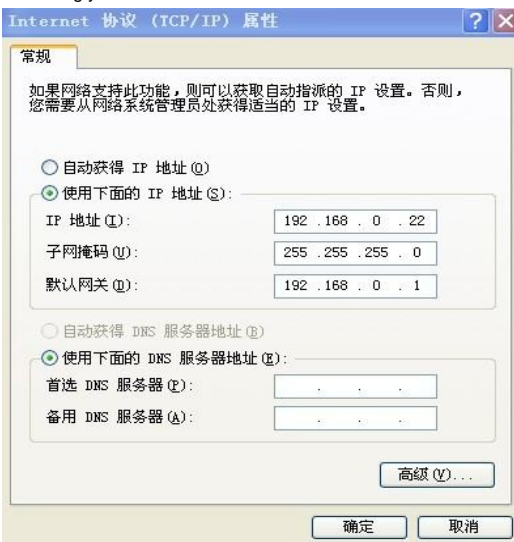 Internet 协议 (TCP/IP) 属性
常规
如果网络支持此功能，则可以获取自动指派的 IP 设置。否则，
您需要从网络系统管理员处获得适当的 IP 设置。
自动获得 IP 地址(O)
使用下面的 IP 地址(S):
IP 地址(I): 192 .168 . 0 . 22
子网掩码(U): 255 .255 .255 . 0
默认网关(D): 192 .168 . 0 . 1
自动获得 DNS 服务器地址(B)
使用下面的 DNS 服务器地址(E):
首选 DNS 服务器(P): . . .
备用 DNS 服务器(A): . . .
高级(V)...
确定 取消